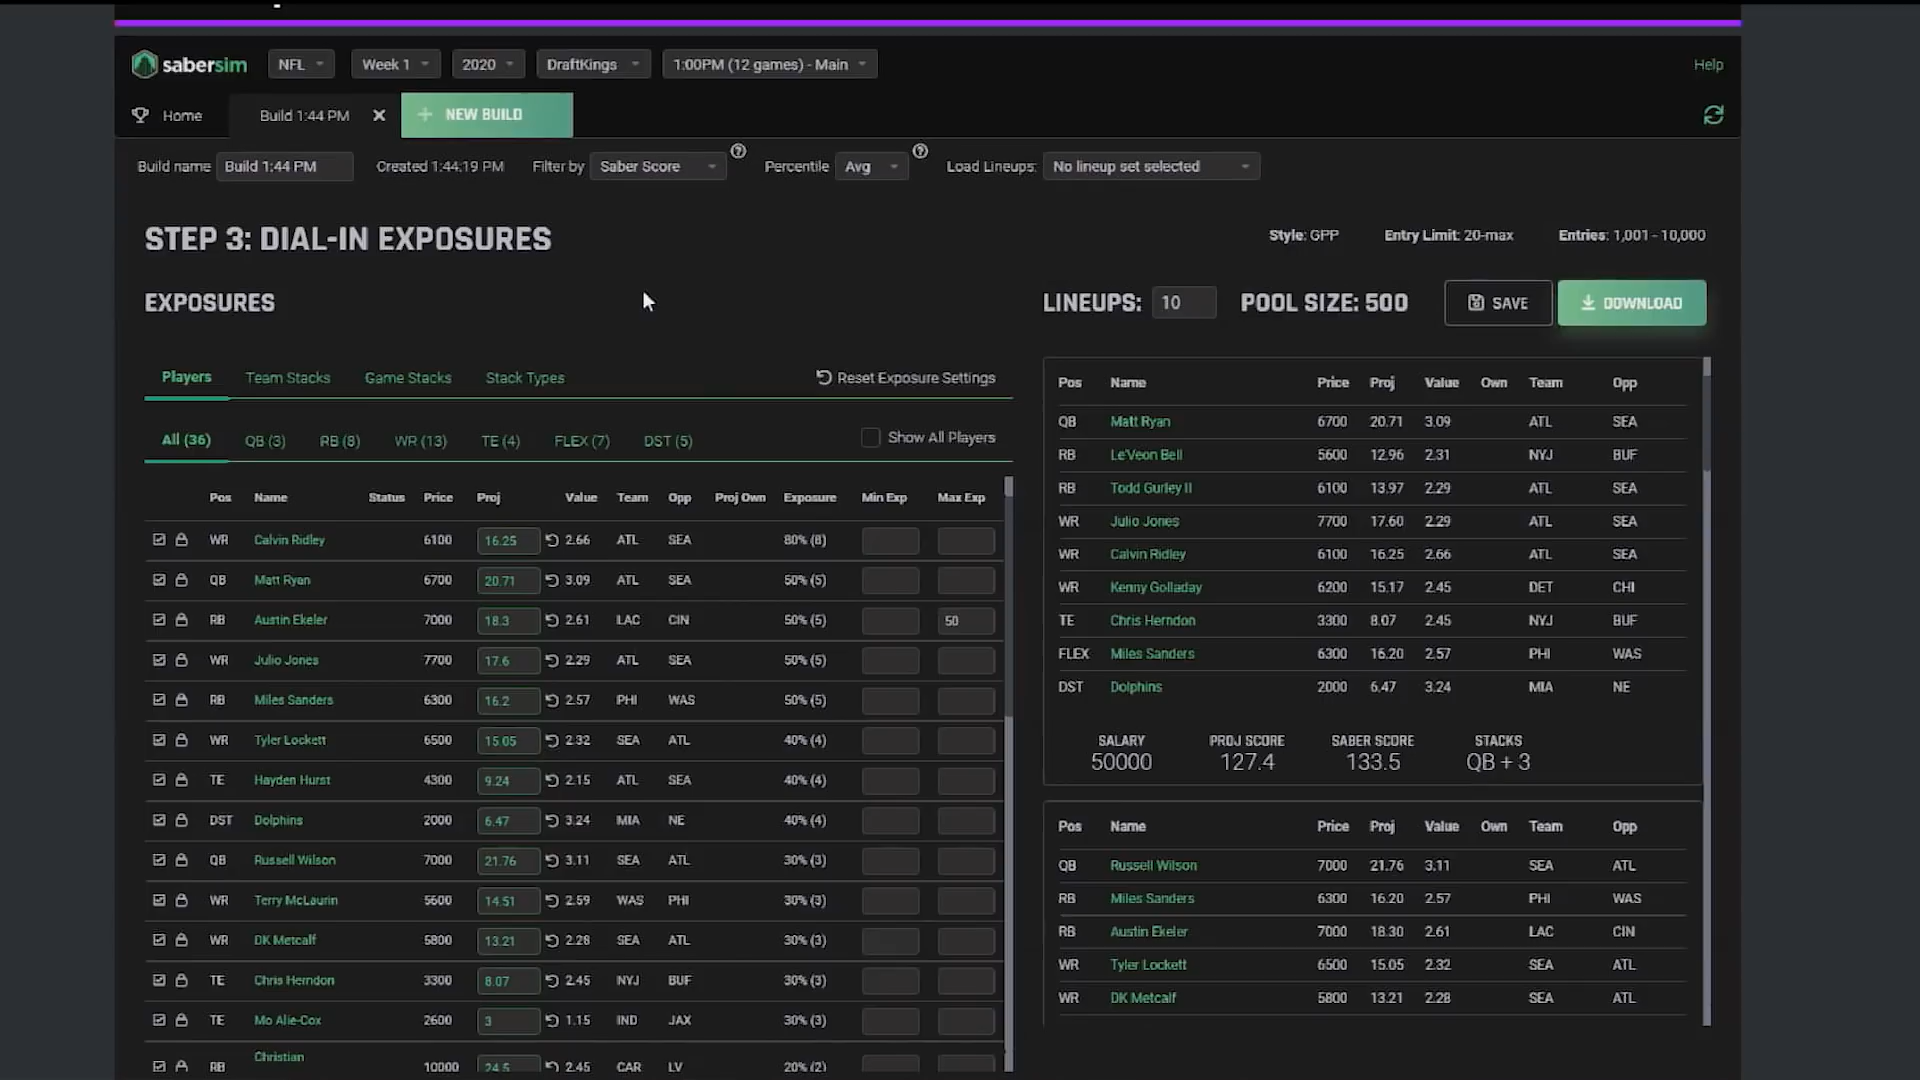 sabersim NFL Week 1 2020 DraftKings 1:00PM (12 games) - Main Help
Home Build 1:44 PM × + NEW BUILD
Build name Build 1:44 PM Created 1:44:19 PM Filter by Saber Score ? Percentile Avg ? Load Lineups: No lineup set selected
STEP 3: DIAL-IN EXPOSURES
Style: GPP Entry Limit: 20-max Entries: 1,001 - 10,000
EXPOSURES
LINEUPS: 10 POOL SIZE: 500 SAVE DOWNLOAD
Players Team Stacks Game Stacks Stack Types Reset Exposure Settings
All (36) QB (3) RB (8) WR (13) TE (4) FLEX (7) DST (5) Show All Players
Pos Name Status Price Proj Value Team Opp Proj Own Exposure Min Exp Max Exp
WR Calvin Ridley 6100 16.25 2.66 ATL SEA 80% (8)
QB Matt Ryan 6700 20.71 3.09 ATL SEA 50% (5)
RB Austin Ekeler 7000 18.3 2.61 LAC CIN 50% (5) 50
WR Julio Jones 7700 17.6 2.29 ATL SEA 50% (5)
RB Miles Sanders 6300 16.2 2.57 PHI WAS 50% (5)
WR Tyler Lockett 6500 15.05 2.32 SEA ATL 40% (4)
TE Hayden Hurst 4300 9.24 2.15 ATL SEA 40% (4)
DST Dolphins 2000 6.47 3.24 MIA NE 40% (4)
QB Russell Wilson 7000 21.76 3.11 SEA ATL 30% (3)
WR Terry McLaurin 5600 14.51 2.59 WAS PHI 30% (3)
WR DK Metcalf 5800 13.21 2.28 SEA ATL 30% (3)
TE Chris Herndon 3300 8.07 2.45 NYJ BUF 30% (3)
TE Mo Alie-Cox 2600 3 1.15 IND JAX 30% (3)
RB Christian 10000 24.5 2.45 CAR LV 20% (2)
Pos Name Price Proj Value Own Team Opp
QB Matt Ryan 6700 20.71 3.09 ATL SEA
RB Le'Veon Bell 5600 12.96 2.31 NYJ BUF
RB Todd Gurley II 6100 13.97 2.29 ATL SEA
WR Julio Jones 7700 17.60 2.29 ATL SEA
WR Calvin Ridley 6100 16.25 2.66 ATL SEA
WR Kenny Golladay 6200 15.17 2.45 DET CHI
TE Chris Herndon 3300 8.07 2.45 NYJ BUF
FLEX Miles Sanders 6300 16.20 2.57 PHI WAS
DST Dolphins 2000 6.47 3.24 MIA NE
SALARY PROJ SCORE SABER SCORE STACKS
50000 127.4 133.5 QB + 3
Pos Name Price Proj Value Own Team Opp
QB Russell Wilson 7000 21.76 3.11 SEA ATL
RB Miles Sanders 6300 16.20 2.57 PHI WAS
RB Austin Ekeler 7000 18.30 2.61 LAC CIN
WR Tyler Lockett 6500 15.05 2.32 SEA ATL
WR DK Metcalf 5800 13.21 2.28 SEA ATL